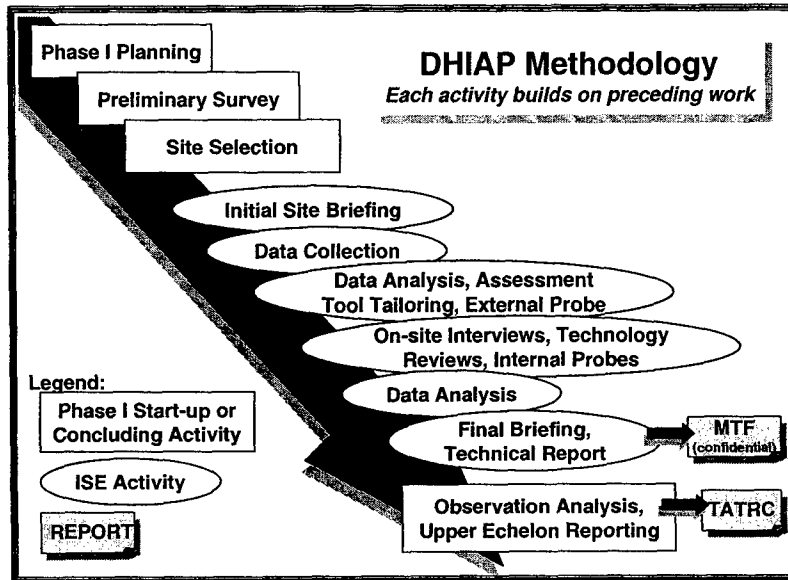 Phase I Planning
DHIAP Methodology
Each activity builds on preceding work
Preliminary Survey
Site Selection
Initial Site Briefing
Data Collection
Data Analysis, Assessment
Tool Tailoring, External Probe
On-site Interviews, Technology
Reviews, Internal Probes
Data Analysis
Final Briefing,
Technical Report
MTF
(confidential)
Observation Analysis,
Upper Echelon Reporting
TATRC
Legend:
Phase I Start-up or
Concluding Activity
ISE Activity
REPORT